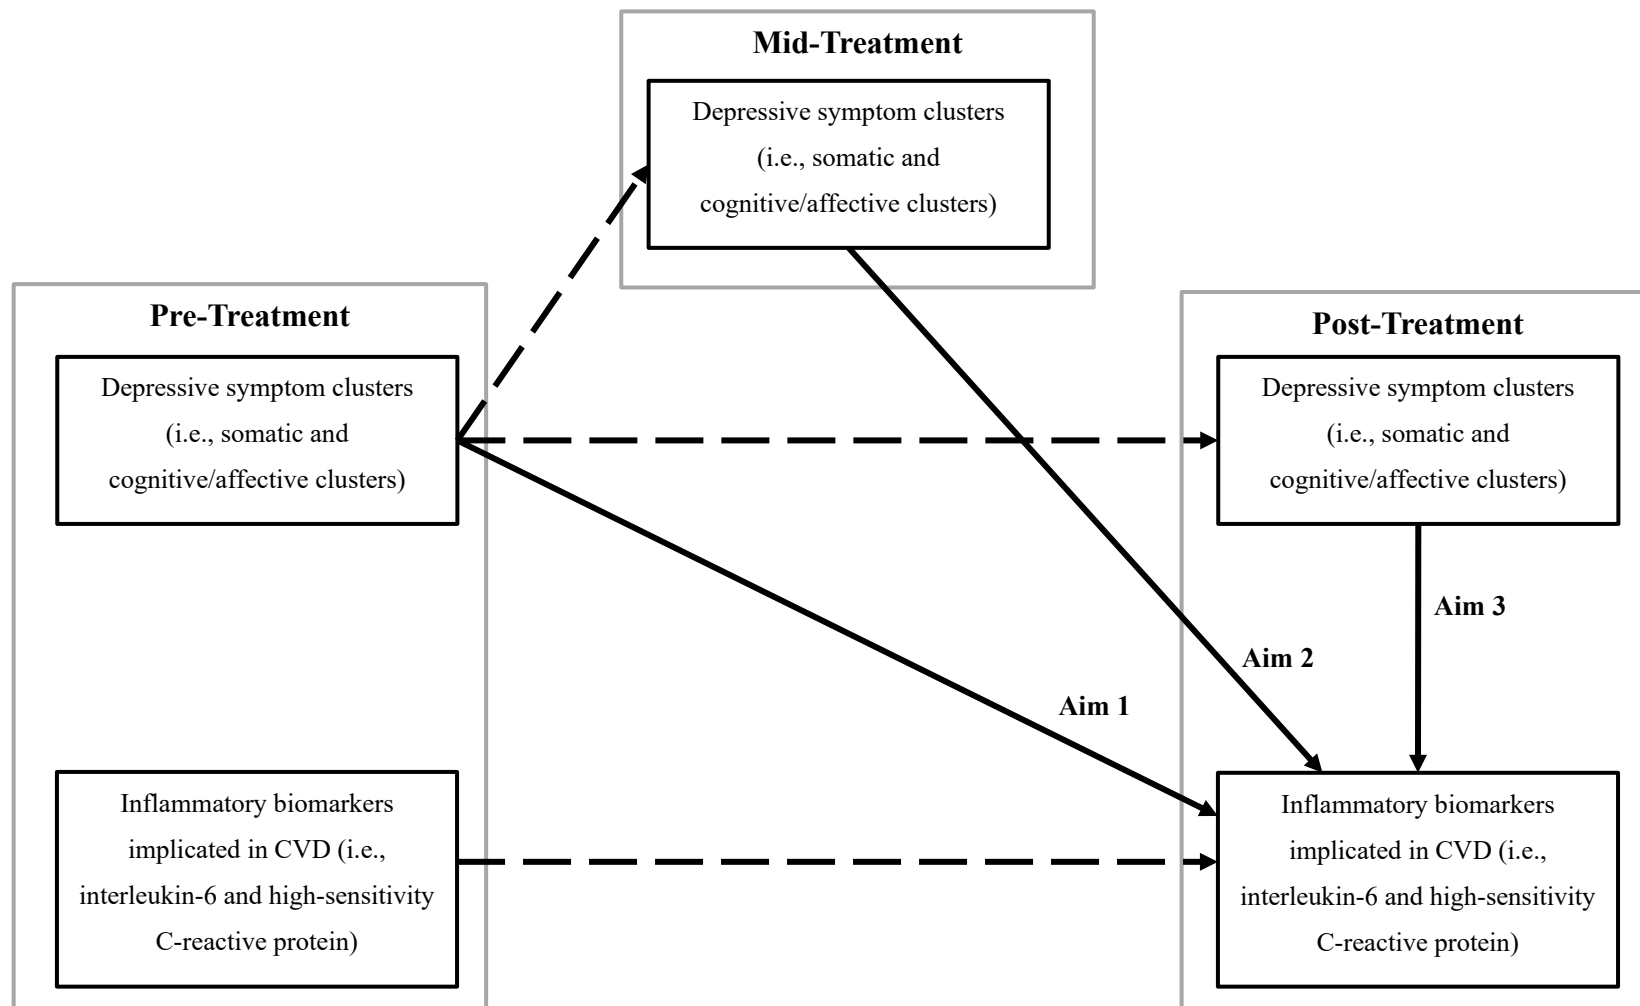 Mid-Treatment
Depressive symptom clusters
(i.e., somatic and
cognitive/affective clusters)
Pre-Treatment
Depressive symptom clusters
(i.e., somatic and
cognitive/affective clusters)
Inflammatory biomarkers
implicated in CVD (i.e.,
interleukin-6 and high-sensitivity
C-reactive protein)
Post-Treatment
Depressive symptom clusters
(i.e., somatic and
cognitive/affective clusters)
Aim 3
Aim 2
Aim 1
Inflammatory biomarkers
implicated in CVD (i.e.,
interleukin-6 and high-sensitivity
C-reactive protein)